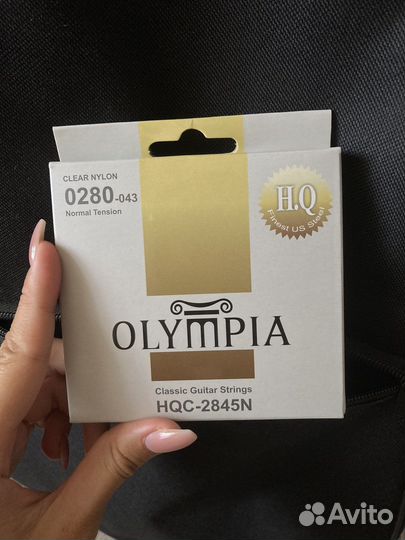 CLEAR NYLON
0280-043
Normal Tension
H.Q
Finest US Steel
OLYMPIA
Classic Guitar Strings
HQC-2845N
Avito